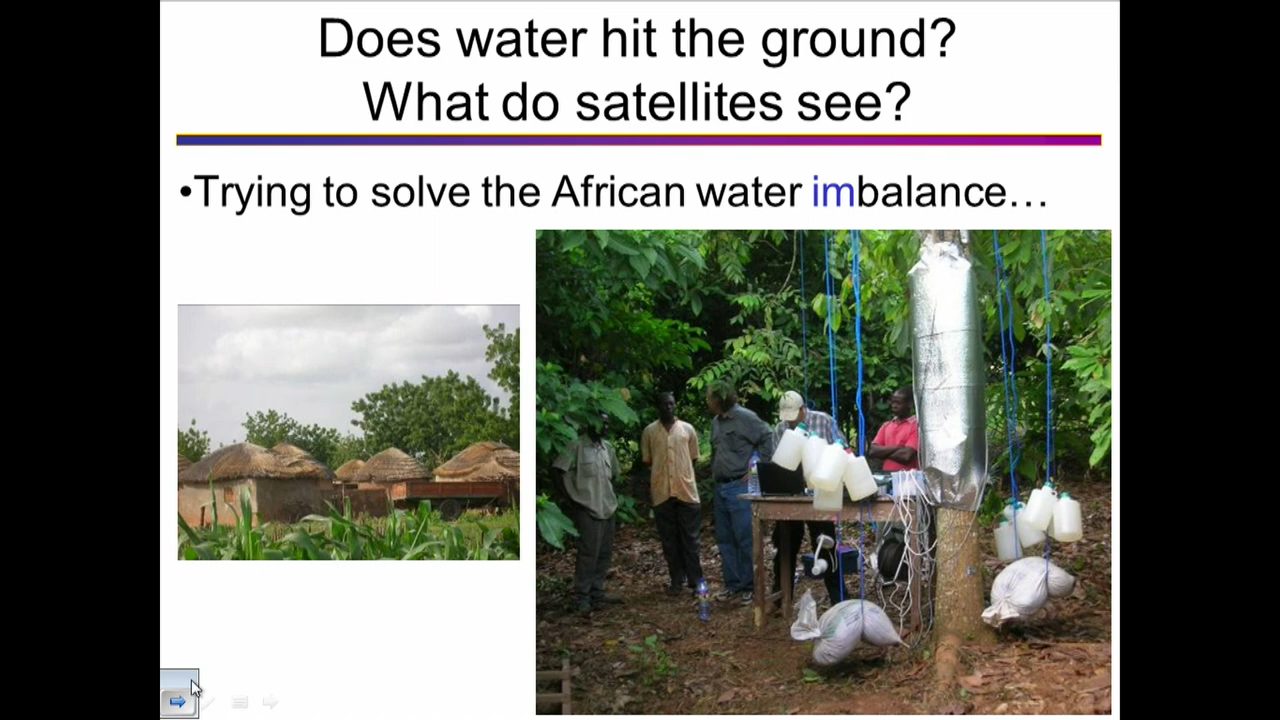 Does water hit the ground?
What do satellites see?
•Trying to solve the African water imbalance…